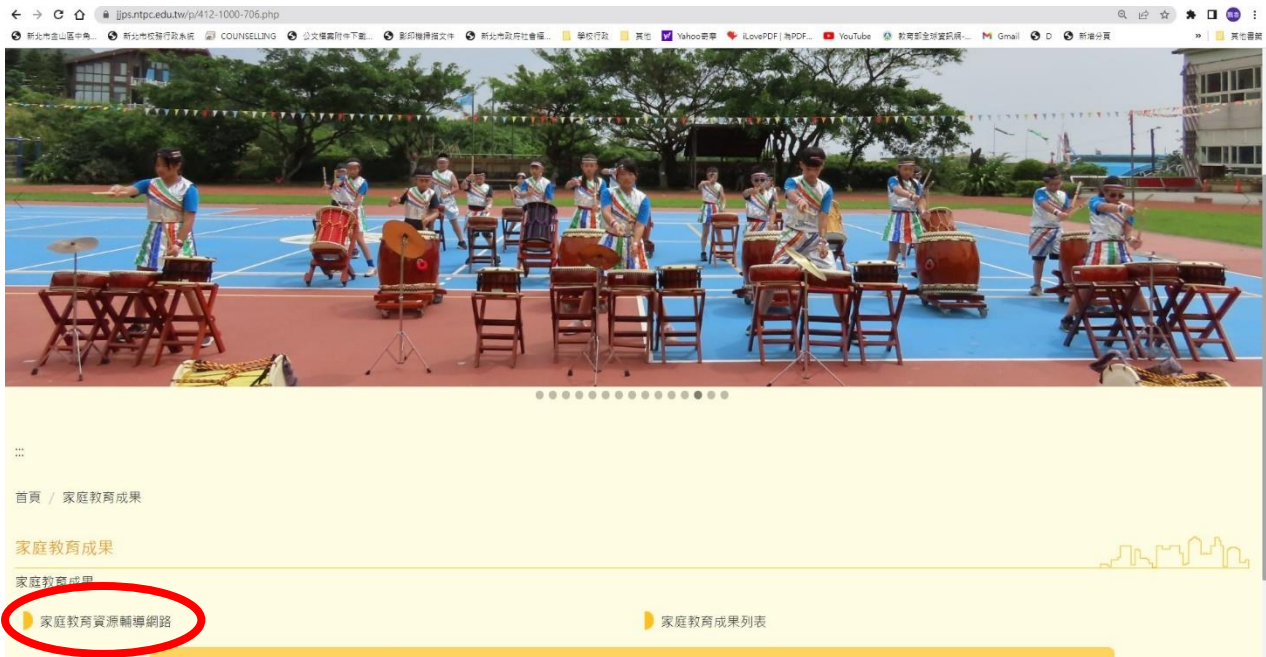 jjps.ntpc.edu.tw/p/412-1000-706.php
新北市金山區中角... 新北市校務行政系統 COUNSELLING 公文檔案附件下載... 影印機掃描文件 新北市政府社會福... 學校行政 其他 Yahoo奇摩 iLovePDF | 為PDF... YouTube 教育部全球資訊網-... Gmail D 新增分頁 » 其他書籤
:::
首頁 / 家庭教育成果
家庭教育成果
家庭教育成果
家庭教育資源輔導網路 家庭教育成果列表